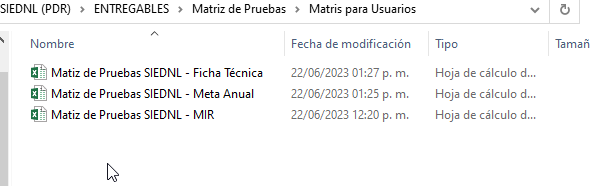 SIEDNL (PDR) > ENTREGABLES > Matriz de Pruebas > Matris para Usuarios
Nombre Fecha de modificación Tipo Tamañ
Matiz de Pruebas SIEDNL - Ficha Técnica 22/06/2023 01:27 p. m. Hoja de cálculo d...
Matiz de Pruebas SIEDNL - Meta Anual 22/06/2023 01:25 p. m. Hoja de cálculo d...
Matiz de Pruebas SIEDNL - MIR 22/06/2023 12:20 p. m. Hoja de cálculo d...